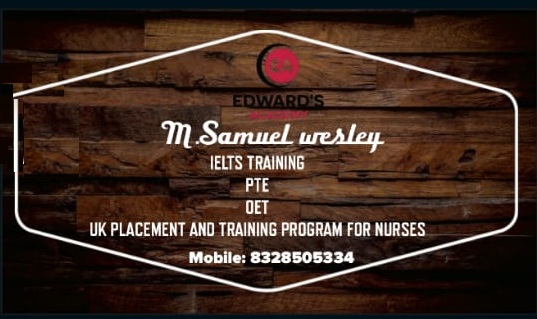 EDWARD'S
M.Samuel wesley
IELTS TRAINING
PTE
OET
UK PLACEMENT AND TRAINING PROGRAM FOR NURSES
Mobile: 8328505334